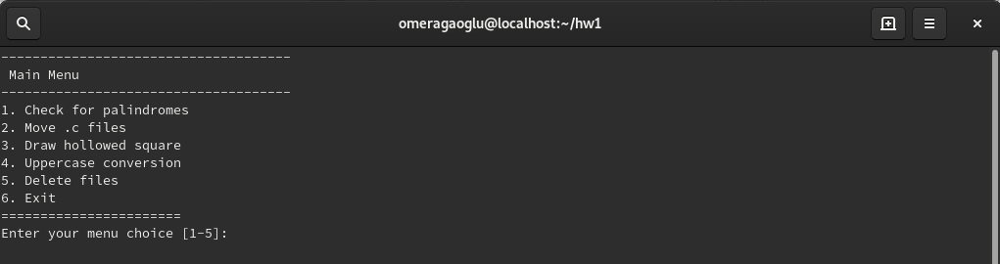 omeragaoglu@localhost:~/hw1
-------------------------------------
 Main Menu
-------------------------------------
1. Check for palindromes
2. Move .c files
3. Draw hollowed square
4. Uppercase conversion
5. Delete files
6. Exit
=======================
Enter your menu choice [1-5]: